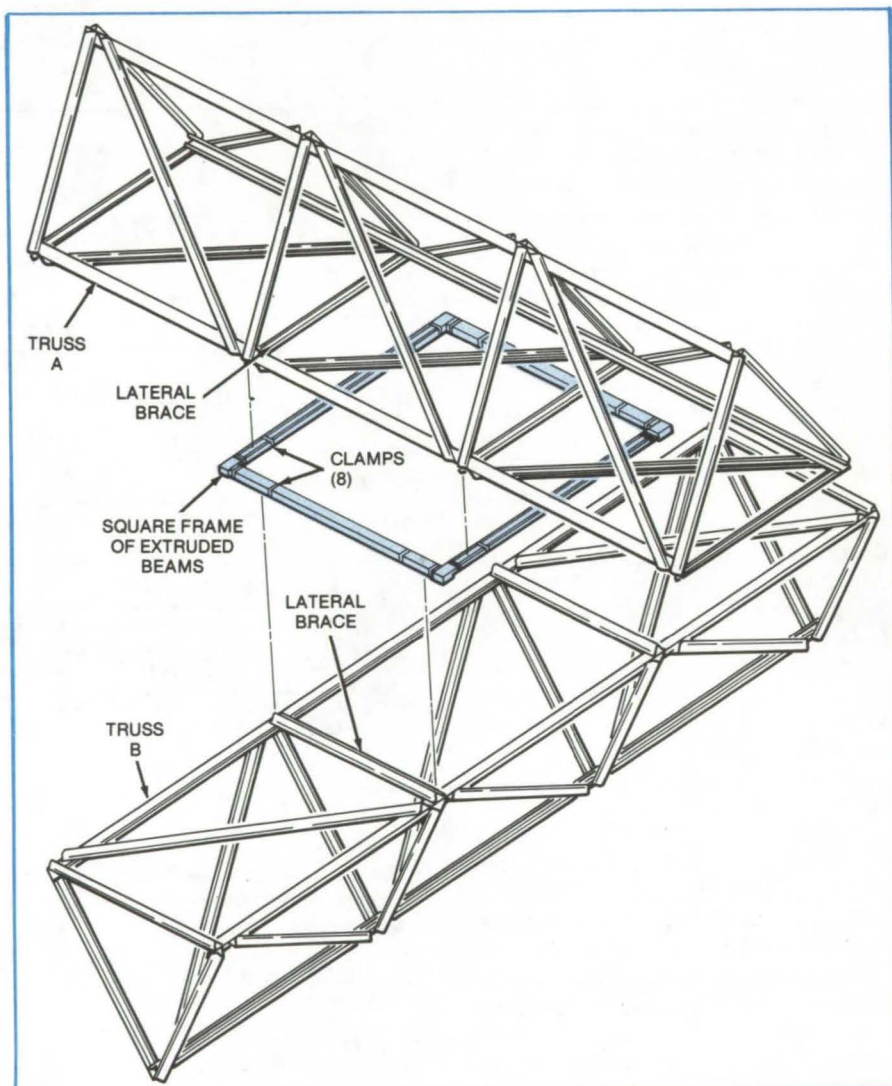 TRUSS
A
LATERAL
BRACE
CLAMPS
(8)
SQUARE FRAME
OF EXTRUDED
BEAMS
LATERAL
BRACE
TRUSS
B